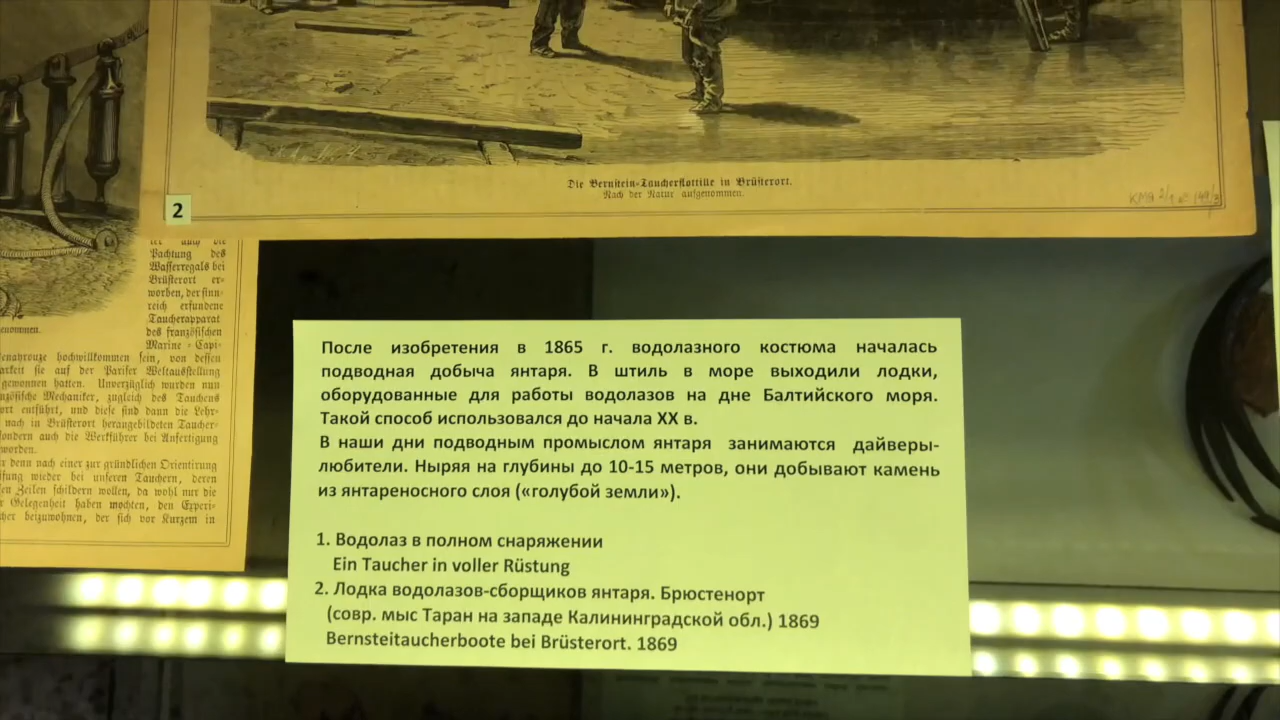 Die Bernstein-Taucherflottille in Brüsterort.
Nach der Natur aufgenommen.
2
Pachtung des
Wasserregals bei
Brüsterort er-
worben, der sinn-
reich erfundene
Taucherapparat
des französischen
Marine-Capi-
hochwillkommen sein, von dessen
sie auf der Pariser Weltausstellung
gewonnen hatten. Unverzüglich wurden nun
Mechaniker, zugleich des Tauchens
entführt, und diese sind dann die Lehr-
nach in Brüsterort herangebildeten Taucher-
sondern auch die Werkführer bei Anfertigung
worden.
denn nach einer zur gründlichen Orientirung
wieder bei unseren Tauchern, deren
Zeilen schildern wollen, da wohl nur die
Gelegenheit haben möchten, den Experi-
beizuwohnen, der sich vor Kurzem in
После изобретения в 1865 г. водолазного костюма началась
подводная добыча янтаря. В штиль в море выходили лодки,
оборудованные для работы водолазов на дне Балтийского моря.
Такой способ использовался до начала XX в.
В наши дни подводным промыслом янтаря занимаются дайверы-
любители. Ныряя на глубины до 10-15 метров, они добывают камень
из янтареносного слоя («голубой земли»).
1. Водолаз в полном снаряжении
Ein Taucher in voller Rüstung
2. Лодка водолазов-сборщиков янтаря. Брюстенорт
(совр. мыс Таран на западе Калининградской обл.) 1869
Bernsteitaucherboote bei Brüsterort. 1869